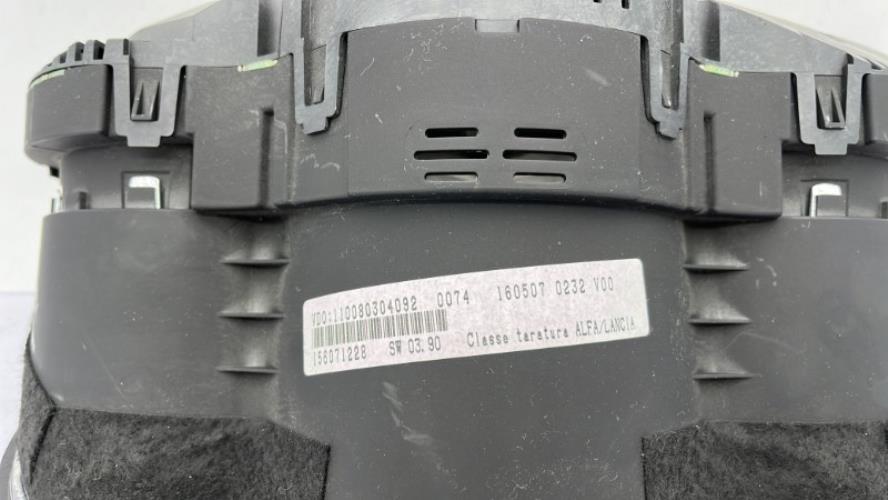 VDO:110080304092 0074 160507 0232 V00
156071228 SW 03.90 Classe taratura ALFA/LANCIA